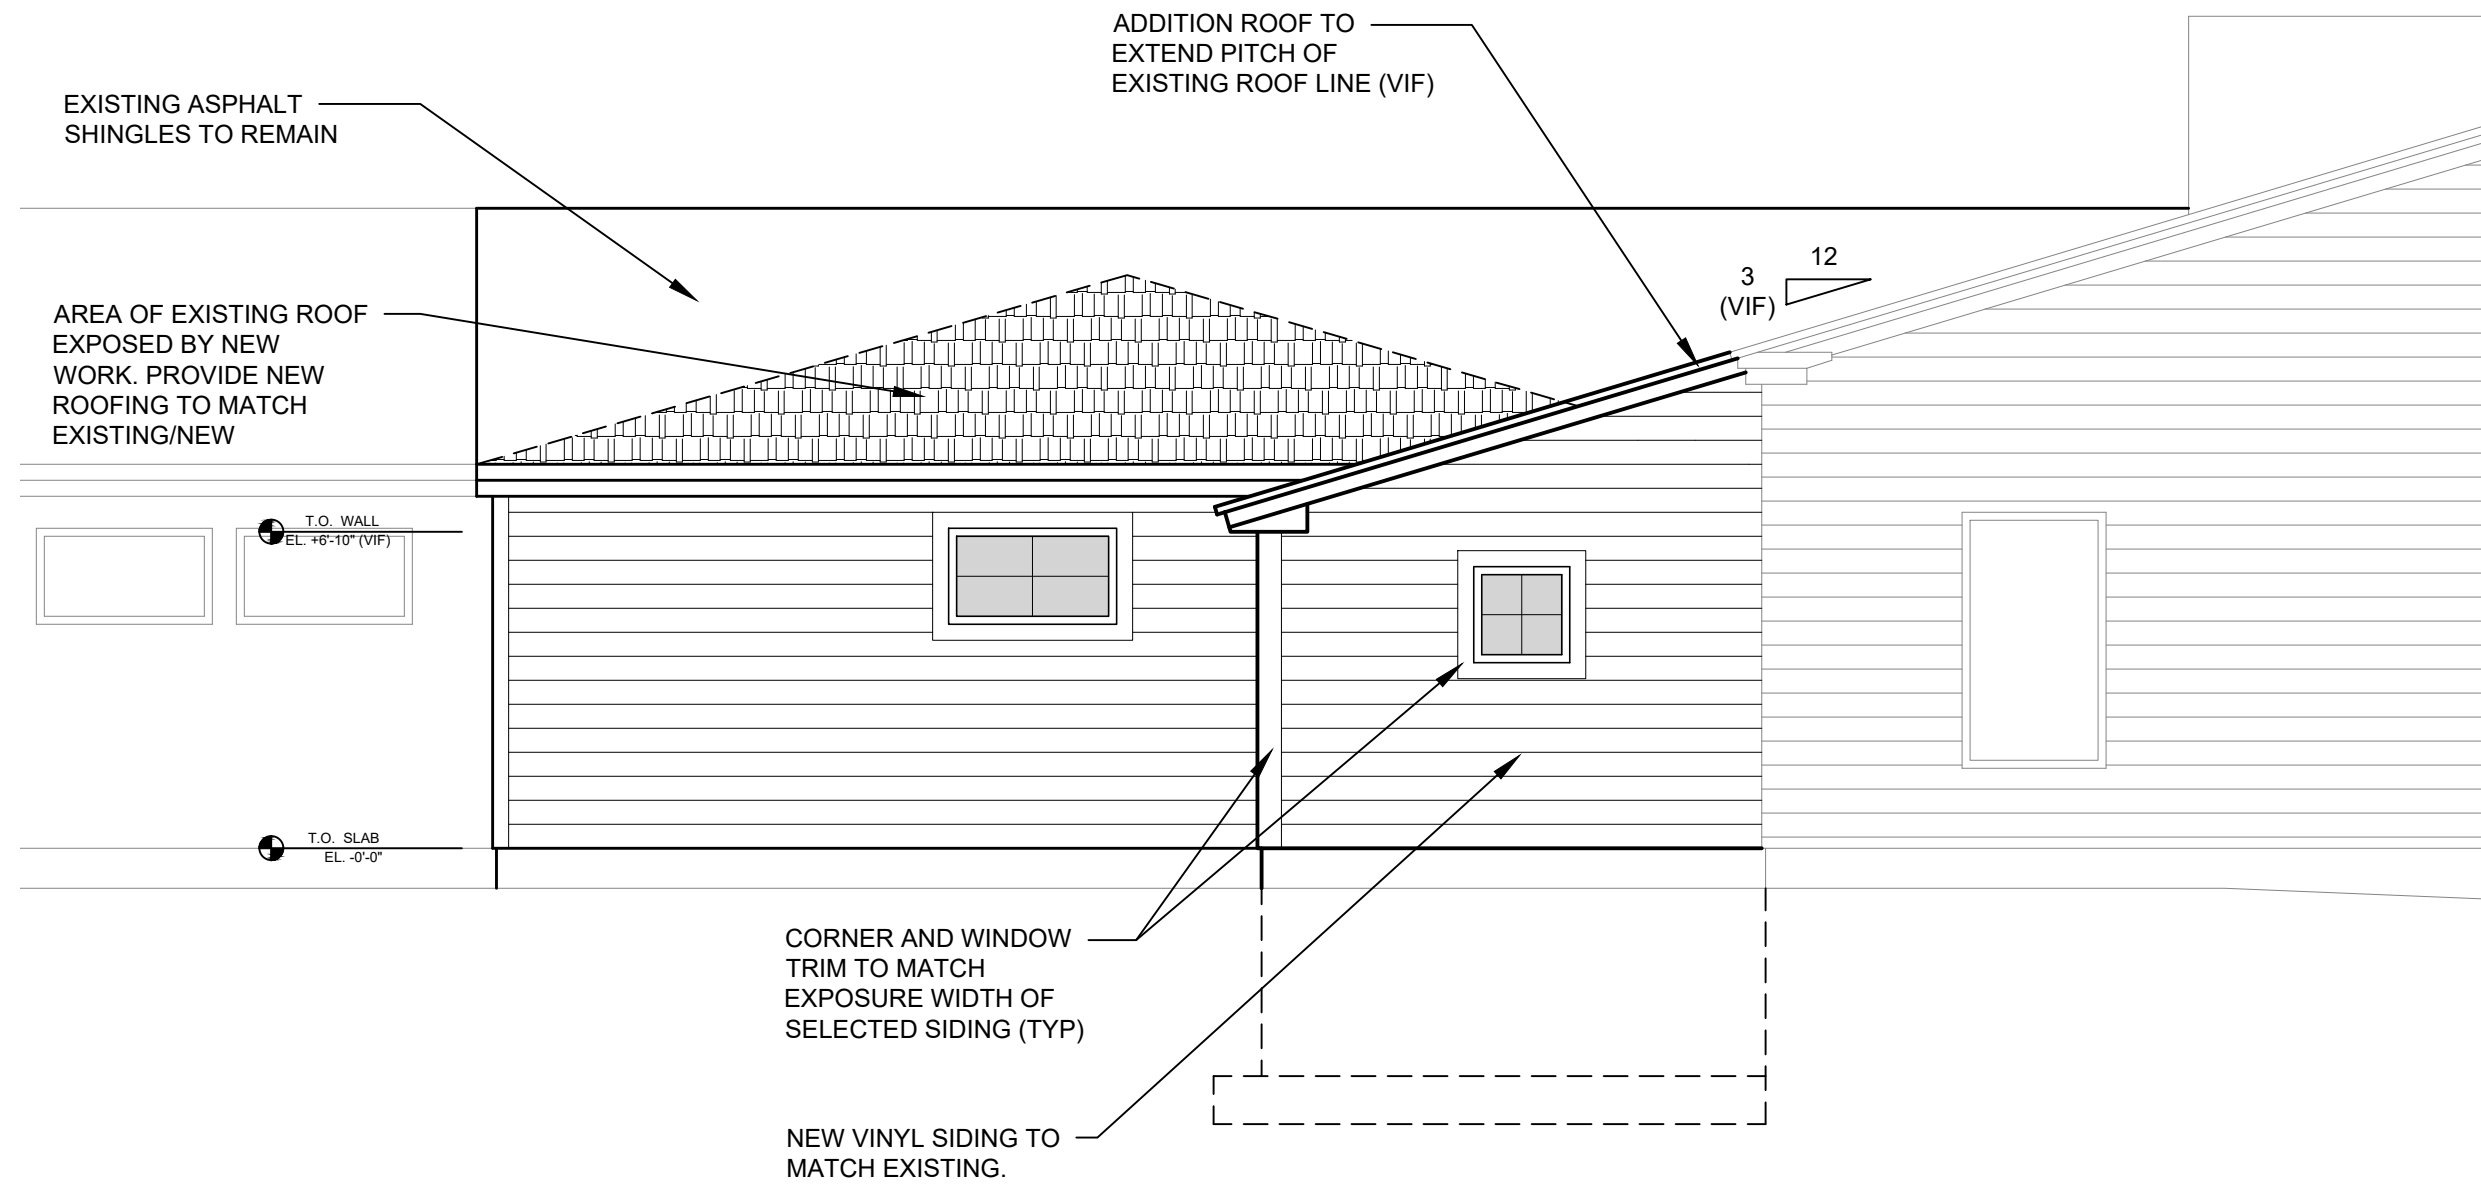 ADDITION ROOF TO
EXTEND PITCH OF
EXISTING ROOF LINE (VIF)
EXISTING ASPHALT
SHINGLES TO REMAIN
12
3
(VIF)
AREA OF EXISTING ROOF
EXPOSED BY NEW
WORK. PROVIDE NEW
ROOFING TO MATCH
EXISTING/NEW
T.O. WALL
EL. +6'-10" (VIF)
T.O. SLAB
EL. -0'-0"
CORNER AND WINDOW
TRIM TO MATCH
EXPOSURE WIDTH OF
SELECTED SIDING (TYP)
NEW VINYL SIDING TO
MATCH EXISTING.